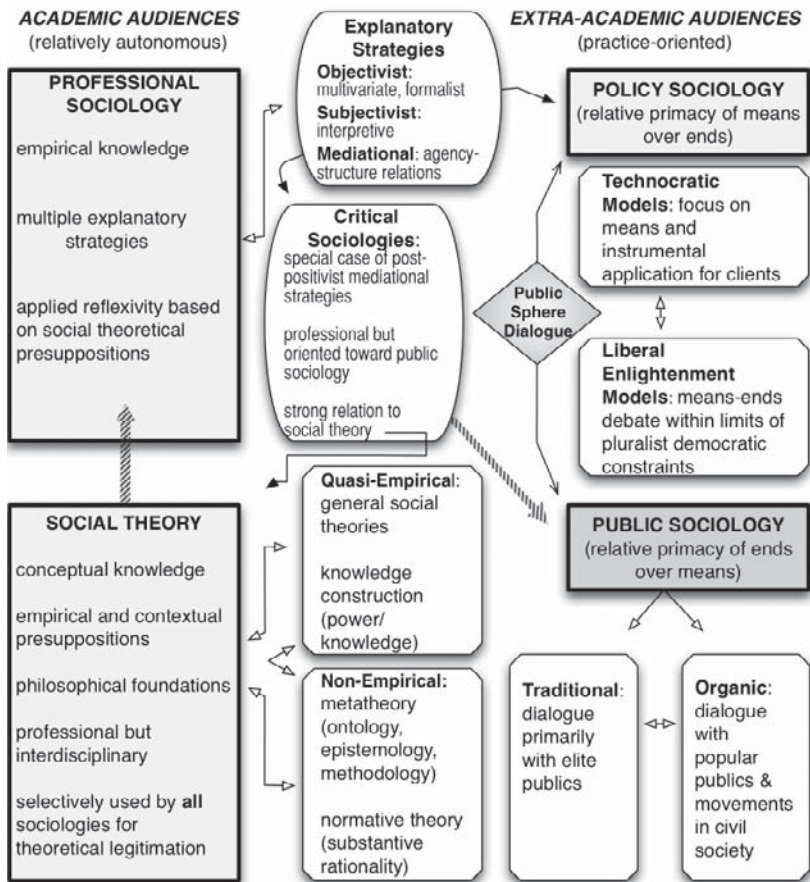 ACADEMIC AUDIENCES
(relatively autonomous)
PROFESSIONAL
SOCIOLOGY
empirical knowledge
multiple explanatory
strategies
applied reflexivity based
on social theoretical
presuppositions
SOCIAL THEORY
conceptual knowledge
empirical and contextual
presuppositions
philosophical foundations
professional but
interdisciplinary
selectively used by all
sociologies for
theoretical legitimation
Explanatory
Strategies
Objectivist:
multivariate, formalist
Subjectivist:
interpretive
Mediational: agency-
structure relations
Critical
Sociologies:
special case of post-
positivist mediational
strategies
professional but
oriented toward public
sociology
strong relation to
social theory
Quasi-Empirical:
general social
theories
knowledge
construction
(power/
knowledge)
Non-Empirical:
metatheory
(ontology,
epistemology,
methodology)
normative theory
(substantive
rationality)
EXTRA-ACADEMIC AUDIENCES
(practice-oriented)
POLICY SOCIOLOGY
(relative primacy of means
over ends)
Technocratic
Models: focus on
means and
instrumental
application for clients
Public
Sphere
Dialogue
Liberal
Enlightenment
Models: means-ends
debate within limits of
pluralist democratic
constraints
PUBLIC SOCIOLOGY
(relative primacy of ends
over means)
Traditional:
dialogue
primarily
with elite
publics
Organic:
dialogue
with
popular
publics &
movements
in civil
society